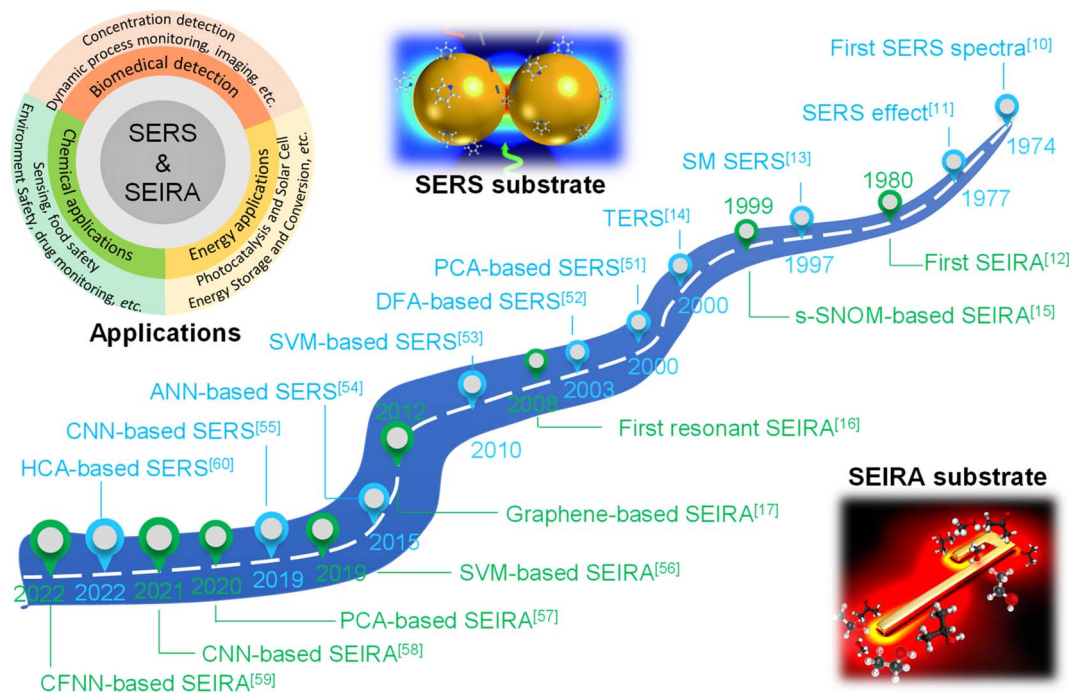 Concentration detection
Dynamic process monitoring, imaging, etc.
Biomedical detection
SERS
&
SEIRA
Chemical applications
Sensing, food safety
Environment Safety, drug monitoring, etc.
Energy applications
Photocatalysis and Solar Cell
Energy Storage and Conversion, etc.
Applications
SERS substrate
First SERS spectra[10]
1974
SERS effect[11]
1977
1980
First SEIRA[12]
SM SERS[13]
1997
1999
s-SNOM-based SEIRA[15]
TERS[14]
2000
PCA-based SERS[51]
2000
DFA-based SERS[52]
2003
2008
First resonant SEIRA[16]
SVM-based SERS[53]
2010
2012
Graphene-based SEIRA[17]
ANN-based SERS[54]
2015
2019
SVM-based SEIRA[56]
CNN-based SERS[55]
2019
2020
PCA-based SEIRA[57]
2021
CNN-based SEIRA[58]
HCA-based SERS[60]
2022
2022
CFNN-based SEIRA[59]
SEIRA substrate